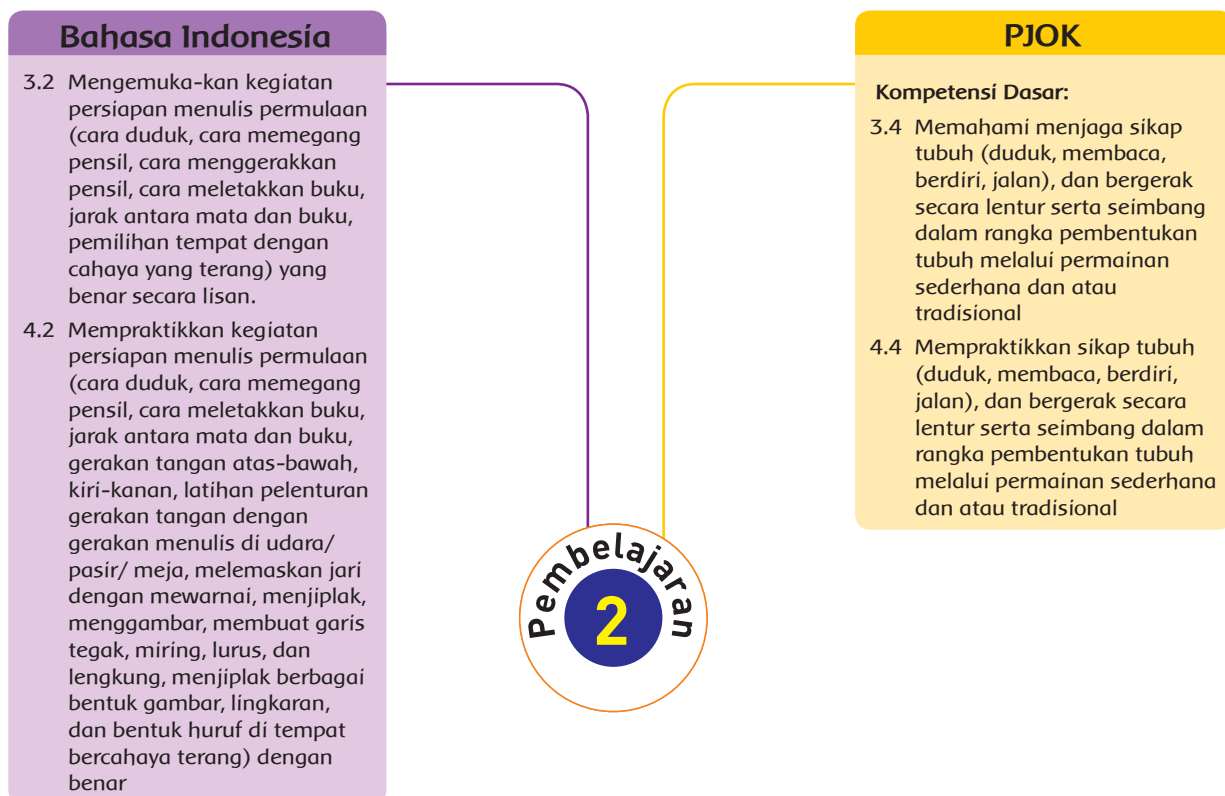 Bahasa Indonesia
3.2 Mengemuka-kan kegiatan
persiapan menulis permulaan
(cara duduk, cara memegang
pensil, cara menggerakkan
pensil, cara meletakkan buku,
jarak antara mata dan buku,
pemilihan tempat dengan
cahaya yang terang) yang
benar secara lisan.
4.2 Mempraktikkan kegiatan
persiapan menulis permulaan
(cara duduk, cara memegang
pensil, cara meletakkan buku,
jarak antara mata dan buku,
gerakan tangan atas-bawah,
kiri-kanan, latihan pelenturan
gerakan tangan dengan
gerakan menulis di udara/
pasir/ meja, melemaskan jari
dengan mewarnai, menjiplak,
menggambar, membuat garis
tegak, miring, lurus, dan
lengkung, menjiplak berbagai
bentuk gambar, lingkaran,
dan bentuk huruf di tempat
bercahaya terang) dengan
benar
PJOK
Kompetensi Dasar:
3.4 Memahami menjaga sikap
tubuh (duduk, membaca,
berdiri, jalan), dan bergerak
secara lentur serta seimbang
dalam rangka pembentukan
tubuh melalui permainan
sederhana dan atau
tradisional
4.4 Mempraktikkan sikap tubuh
(duduk, membaca, berdiri,
jalan), dan bergerak secara
lentur serta seimbang dalam
rangka pembentukan tubuh
melalui permainan sederhana
dan atau tradisional
Pembelajaran
2